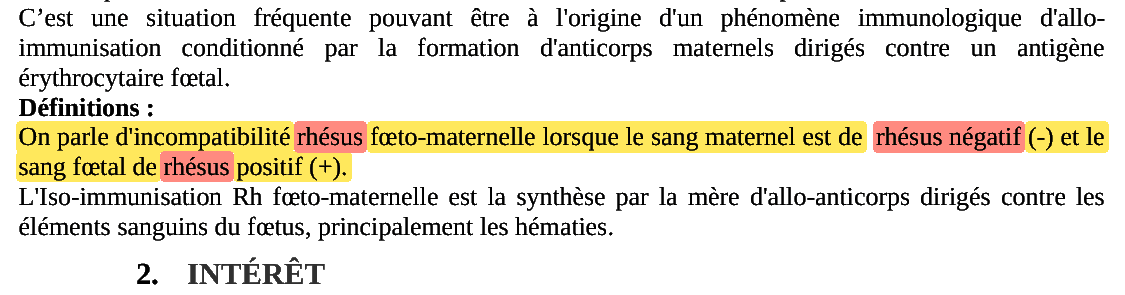 C’est une situation fréquente pouvant être à l'origine d'un phénomène immunologique d'allo-
immunisation conditionné par la formation d'anticorps maternels dirigés contre un antigène
érythrocytaire fœtal.
Définitions :
On parle d'incompatibilité rhésus fœto-maternelle lorsque le sang maternel est de rhésus négatif (-) et le
sang fœtal de rhésus positif (+).
L'Iso-immunisation Rh fœto-maternelle est la synthèse par la mère d'allo-anticorps dirigés contre les
éléments sanguins du fœtus, principalement les hématies.
2. INTÉRÊT